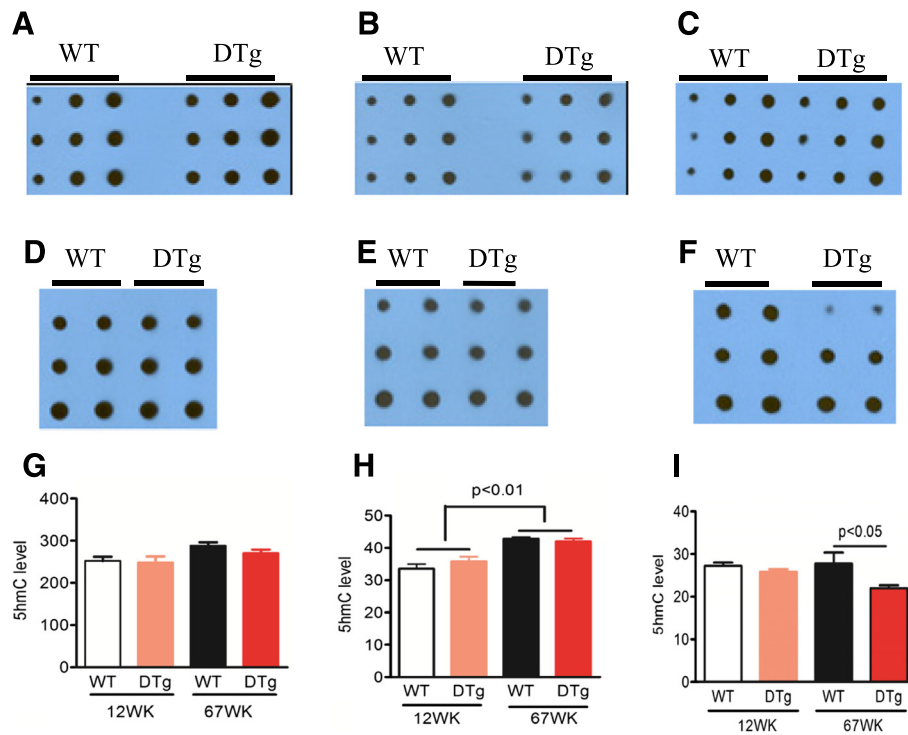 A
WT DTg
B
WT DTg
C
WT DTg
D
WT DTg
E
WT DTg
F
WT DTg
G
5hmC level
400
300
200
100
0
WT DTg WT DTg
12WK 67WK
H
p<0.01
5hmC level
50
40
30
20
10
0
WT DTg WT DTg
12WK 67WK
I
p<0.05
5hmC level
40
30
20
10
0
WT DTg WT DTg
12WK 67WK